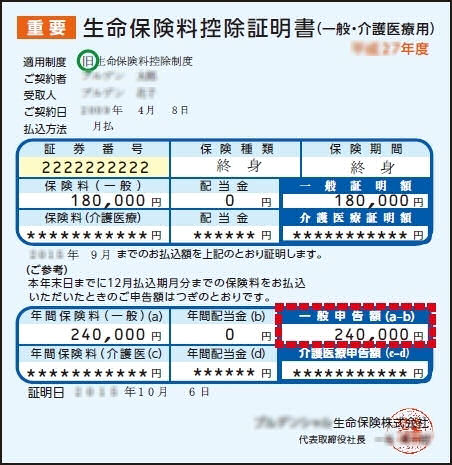 重要 生命保険料控除証明書(一般・介護医療用)
27年度
適用制度 旧生命保険料控除制度
ご契約者
受取人
ご契約日 年 4月 8日
払込方法 月払
証券番号 保険種類 保険期間
2222222222 終身 終身
保険料(一般) 配当金 一般証明額
180,000円 0円 180,000円
保険料(介護医療) 配当金 介護医療証明額
***********円 ******円 ***********円
年 9月までのお払込額を上記のとおり証明します。
(ご参考)
本年末日までに12月払込期月分までの保険料をお払込
いただいたときのご申告額はつぎのとおりです。
年間保険料(一般)(a) 年間配当金(b) 一般申告額(a-b)
240,000円 0円 240,000円
年間保険料(介護医)(c) 年間配当金(d) 介護医療申告額(c-d)
***********円 ******円 ***********円
証明日 2015年10月 6日
生命保険株式会社
代表取締役社長